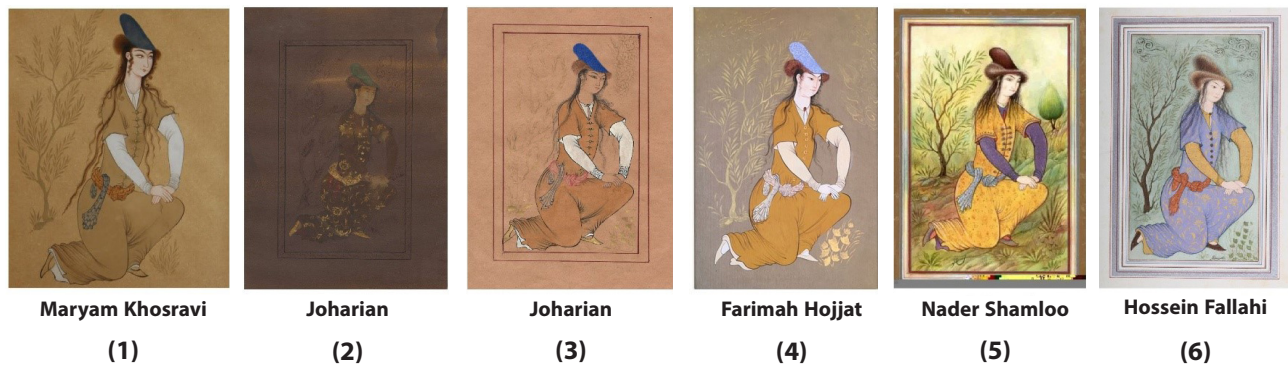 Maryam Khosravi
Joharian
Joharian
Farimah Hojjat
Nader Shamloo
Hossein Fallahi
(1)
(2)
(3)
(4)
(5)
(6)